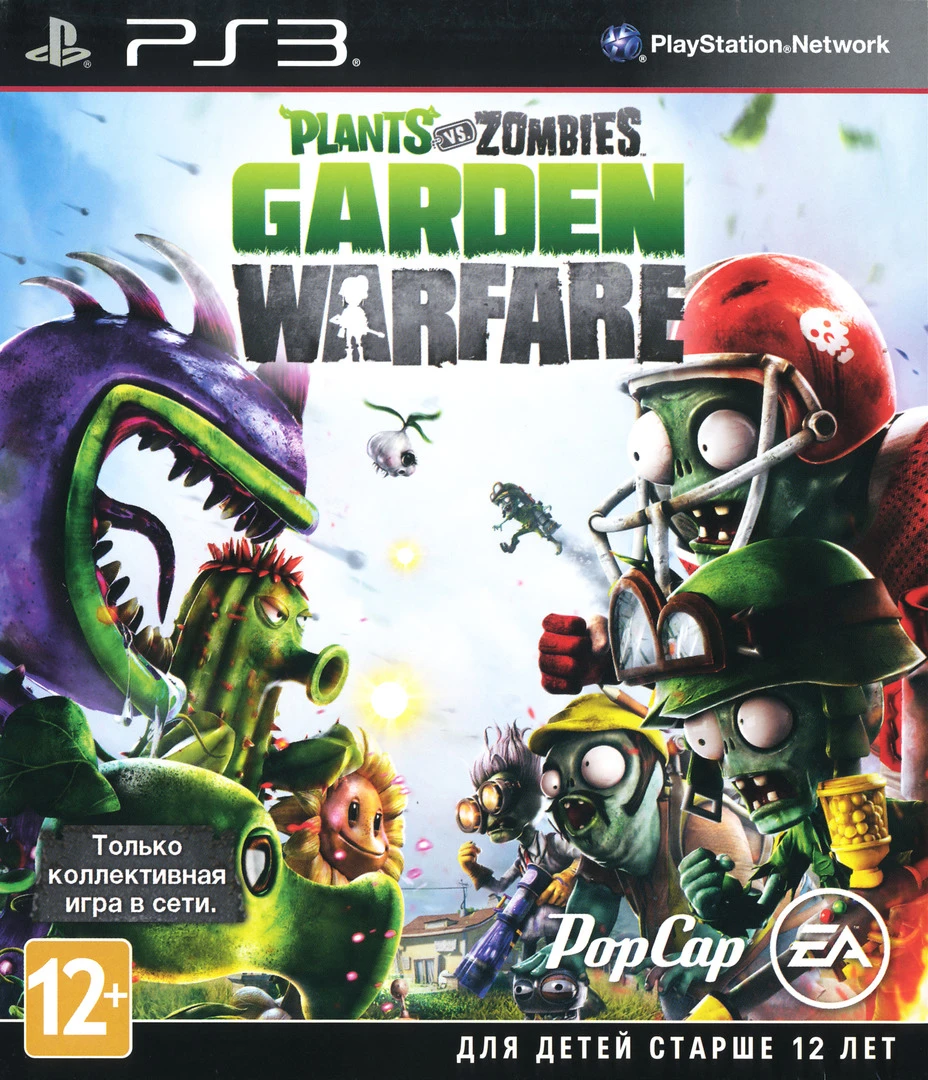 PS3
PlayStation®Network
PLANTS VS. ZOMBIES™
GARDEN
WARFARE
Только
коллективная
игра в сети.
PopCap
EA
12+
ДЛЯ ДЕТЕЙ СТАРШЕ 12 ЛЕТ